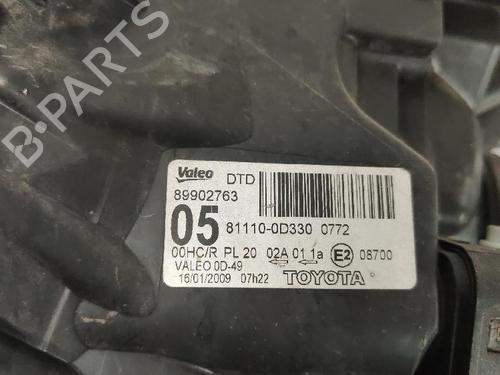 B-PARTS
Valeo DTD
89902763
05 81110-0D330 0772
00HC/R PL 20 02A 01 1a E2 08700
VALEO 0D-49
16/01/2009 07h22 TOYOTA